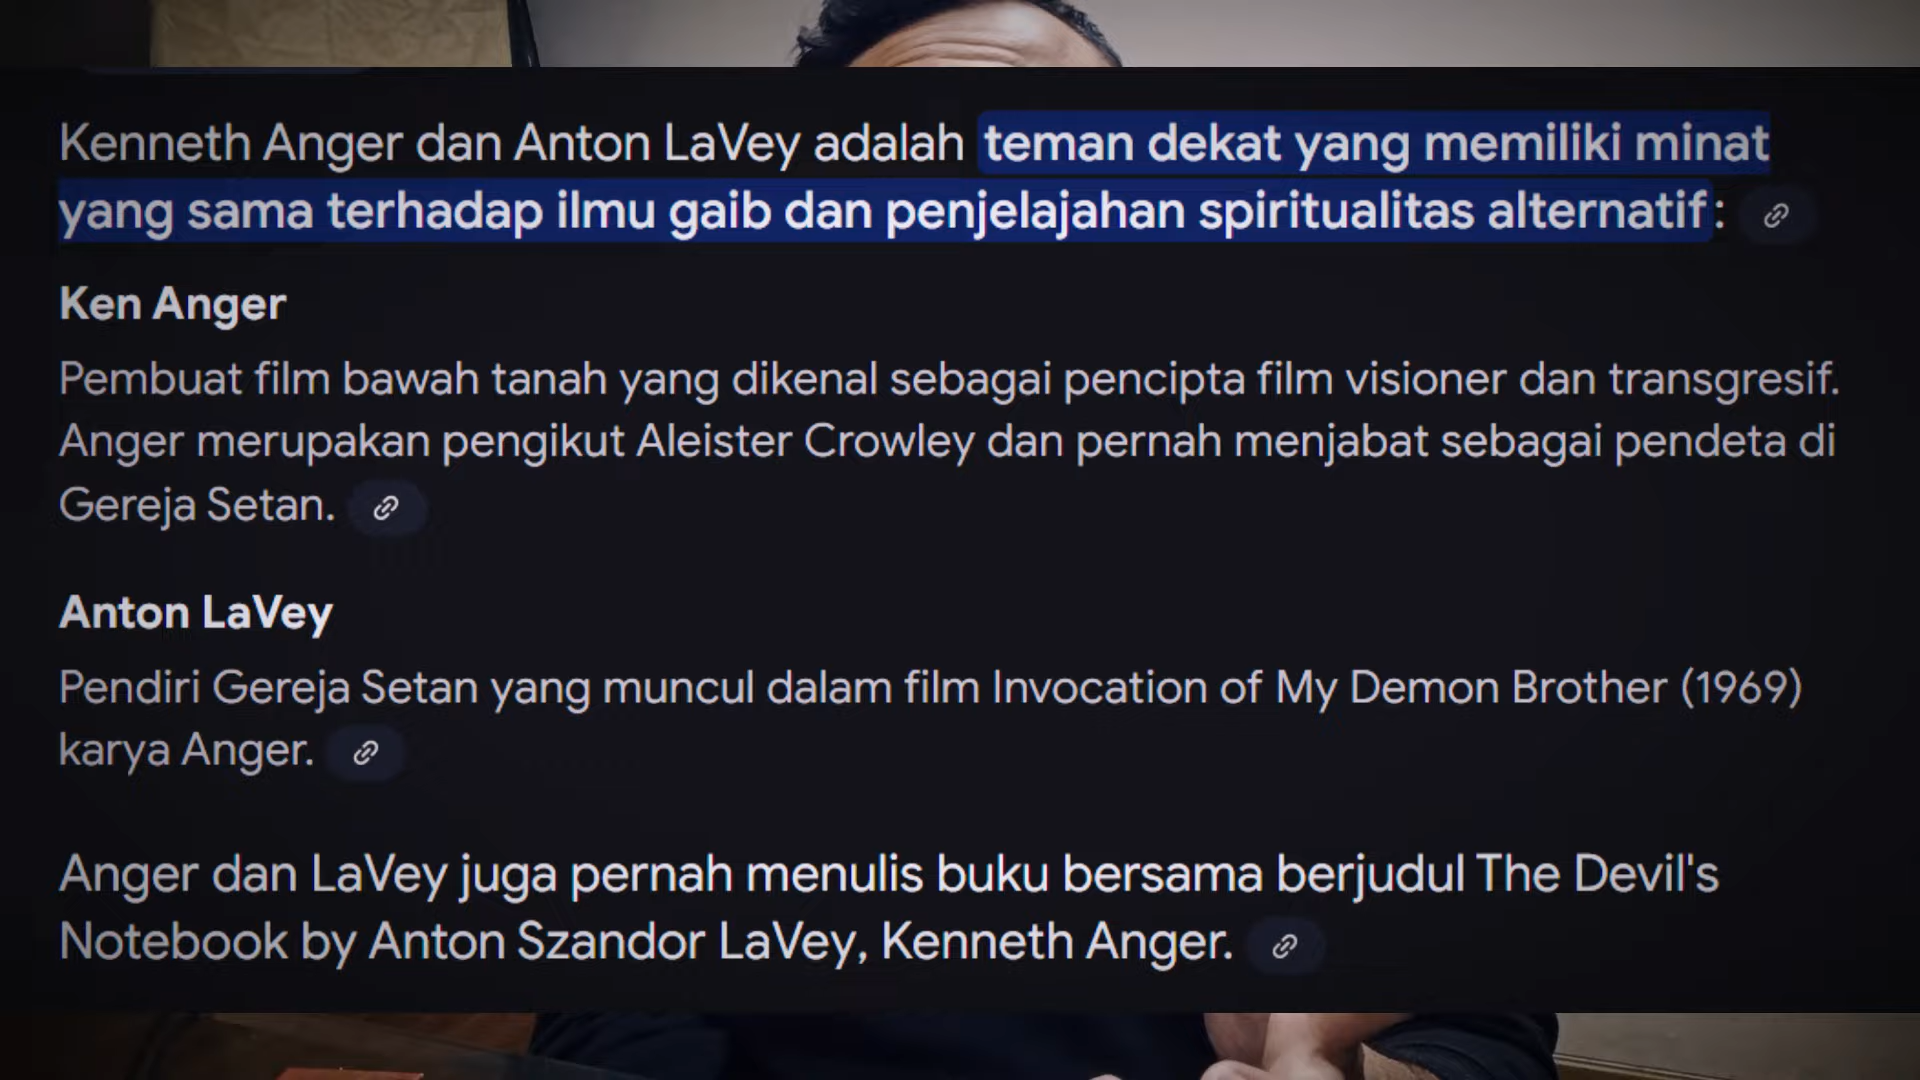 Kenneth Anger dan Anton LaVey adalah teman dekat yang memiliki minat
yang sama terhadap ilmu gaib dan penjelajahan spiritualitas alternatif:
Ken Anger
Pembuat film bawah tanah yang dikenal sebagai pencipta film visioner dan transgresif.
Anger merupakan pengikut Aleister Crowley dan pernah menjabat sebagai pendeta di
Gereja Setan.
Anton LaVey
Pendiri Gereja Setan yang muncul dalam film Invocation of My Demon Brother (1969)
karya Anger.
Anger dan LaVey juga pernah menulis buku bersama berjudul The Devil's
Notebook by Anton Szandor LaVey, Kenneth Anger.